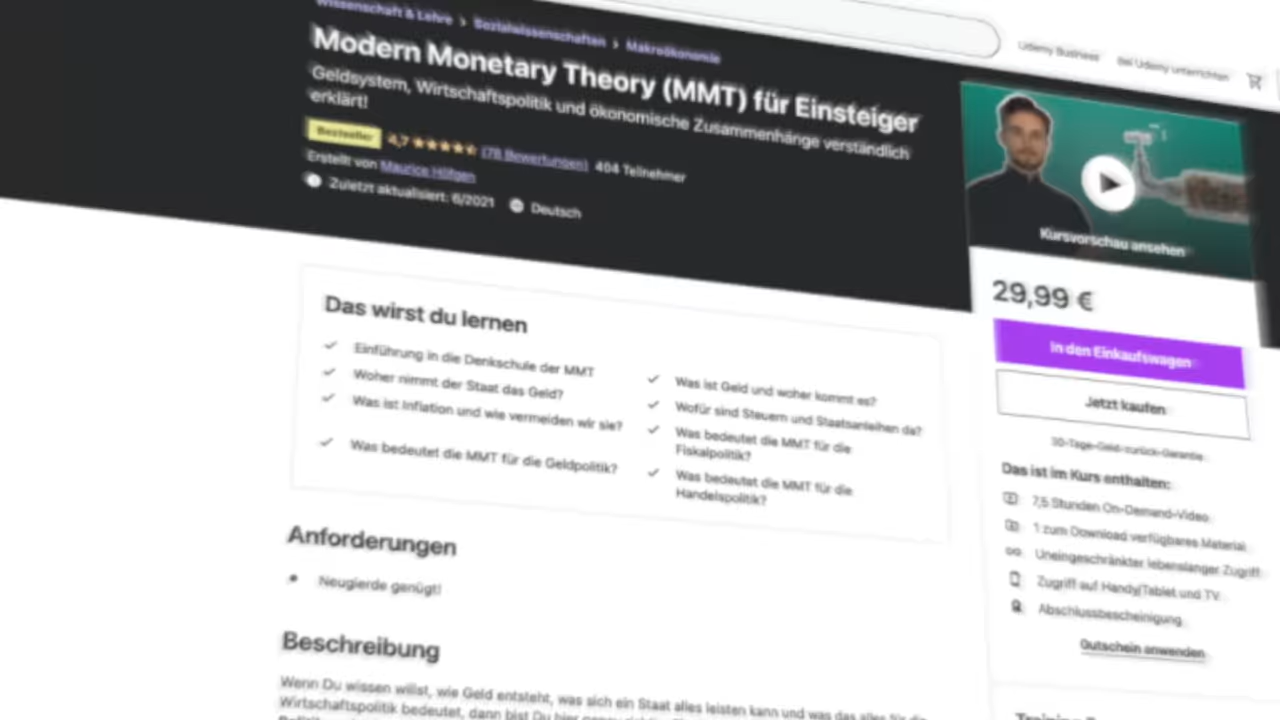 Wissenschaft & Lehre > Sozialwissenschaften > Makroökonomie
Udemy Business
Bei Udemy unterrichten
Modern Monetary Theory (MMT) für Einsteiger
Geldsystem, Wirtschaftspolitik und ökonomische Zusammenhänge verständlich
erklärt!
Bestseller 4,7 (78 Bewertungen) 404 Teilnehmer
Erstellt von Maurice Höfgen
Zuletzt aktualisiert: 6/2021 Deutsch
Kursvorschau ansehen
29,99 €
In den Einkaufswagen
Jetzt kaufen
30-Tage-Geld-zurück-Garantie
Das ist im Kurs enthalten:
7,5 Stunden On-Demand-Video
1 zum Download verfügbares Material
Uneingeschränkter lebenslanger Zugriff
Zugriff auf Handy/Tablet und TV
Abschlussbescheinigung
Gutschein anwenden
Das wirst du lernen
Einführung in die Denkschule der MMT
Woher nimmt der Staat das Geld?
Was ist Inflation und wie vermeiden wir sie?
Was bedeutet die MMT für die Geldpolitik?
Was ist Geld und woher kommt es?
Wofür sind Steuern und Staatsanleihen da?
Was bedeutet die MMT für die
Fiskalpolitik?
Was bedeutet die MMT für die
Handelspolitik?
Anforderungen
Neugierde genügt!
Beschreibung
Wenn Du wissen willst, wie Geld entsteht, was sich ein Staat alles leisten kann und was das alles für die
Wirtschaftspolitik bedeutet, dann bist Du hier genau